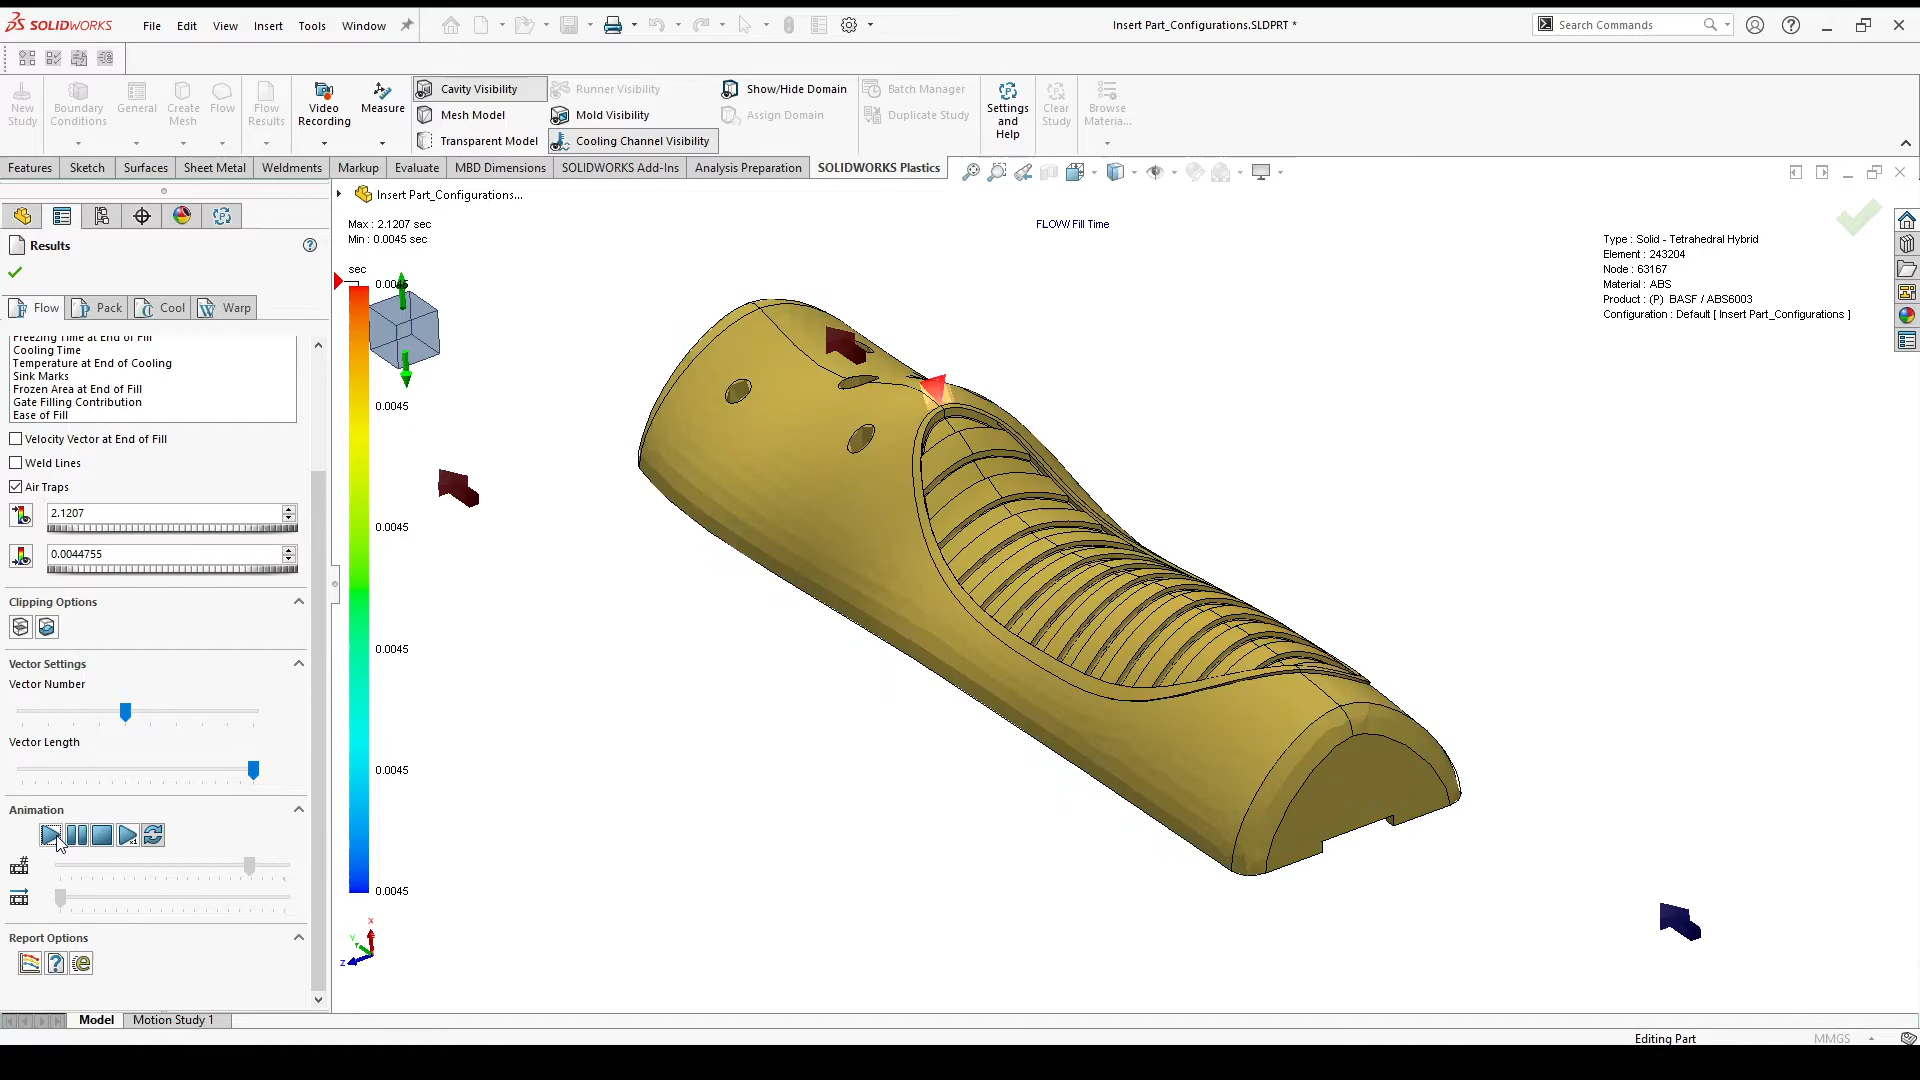 SOLIDWORKS File Edit View Insert Tools Window
Insert Part_Configurations.SLDPRT *
Search Commands
New Study
Boundary Conditions
General
Create Mesh
Flow
Flow Results
Video Recording
Measure
Cavity Visibility
Mesh Model
Transparent Model
Runner Visibility
Mold Visibility
Cooling Channel Visibility
Show/Hide Domain
Assign Domain
Batch Manager
Duplicate Study
Settings and Help
Clear Study
Browse Materia...
Features Sketch Surfaces Sheet Metal Weldments Markup Evaluate MBD Dimensions SOLIDWORKS Add-Ins Analysis Preparation SOLIDWORKS Plastics
Insert Part_Configurations...
Results
Flow Pack Cool Warp
Freezing Time at End of Fill
Cooling Time
Temperature at End of Cooling
Sink Marks
Frozen Area at End of Fill
Gate Filling Contribution
Ease of Fill
Velocity Vector at End of Fill
Weld Lines
Air Traps
2.1207
0.0044755
Clipping Options
Vector Settings
Vector Number
Vector Length
Animation
x1
Report Options
Max : 2.1207 sec
Min : 0.0045 sec
sec
0.0045
0.0045
0.0045
0.0045
0.0045
0.0045
X
Y
Z
FLOW/ Fill Time
Type : Solid - Tetrahedral Hybrid
Element : 243204
Node : 63167
Material : ABS
Product : (P) BASF / ABS6003
Configuration : Default [ Insert Part_Configurations ]
Model Motion Study 1
Editing Part
MMGS